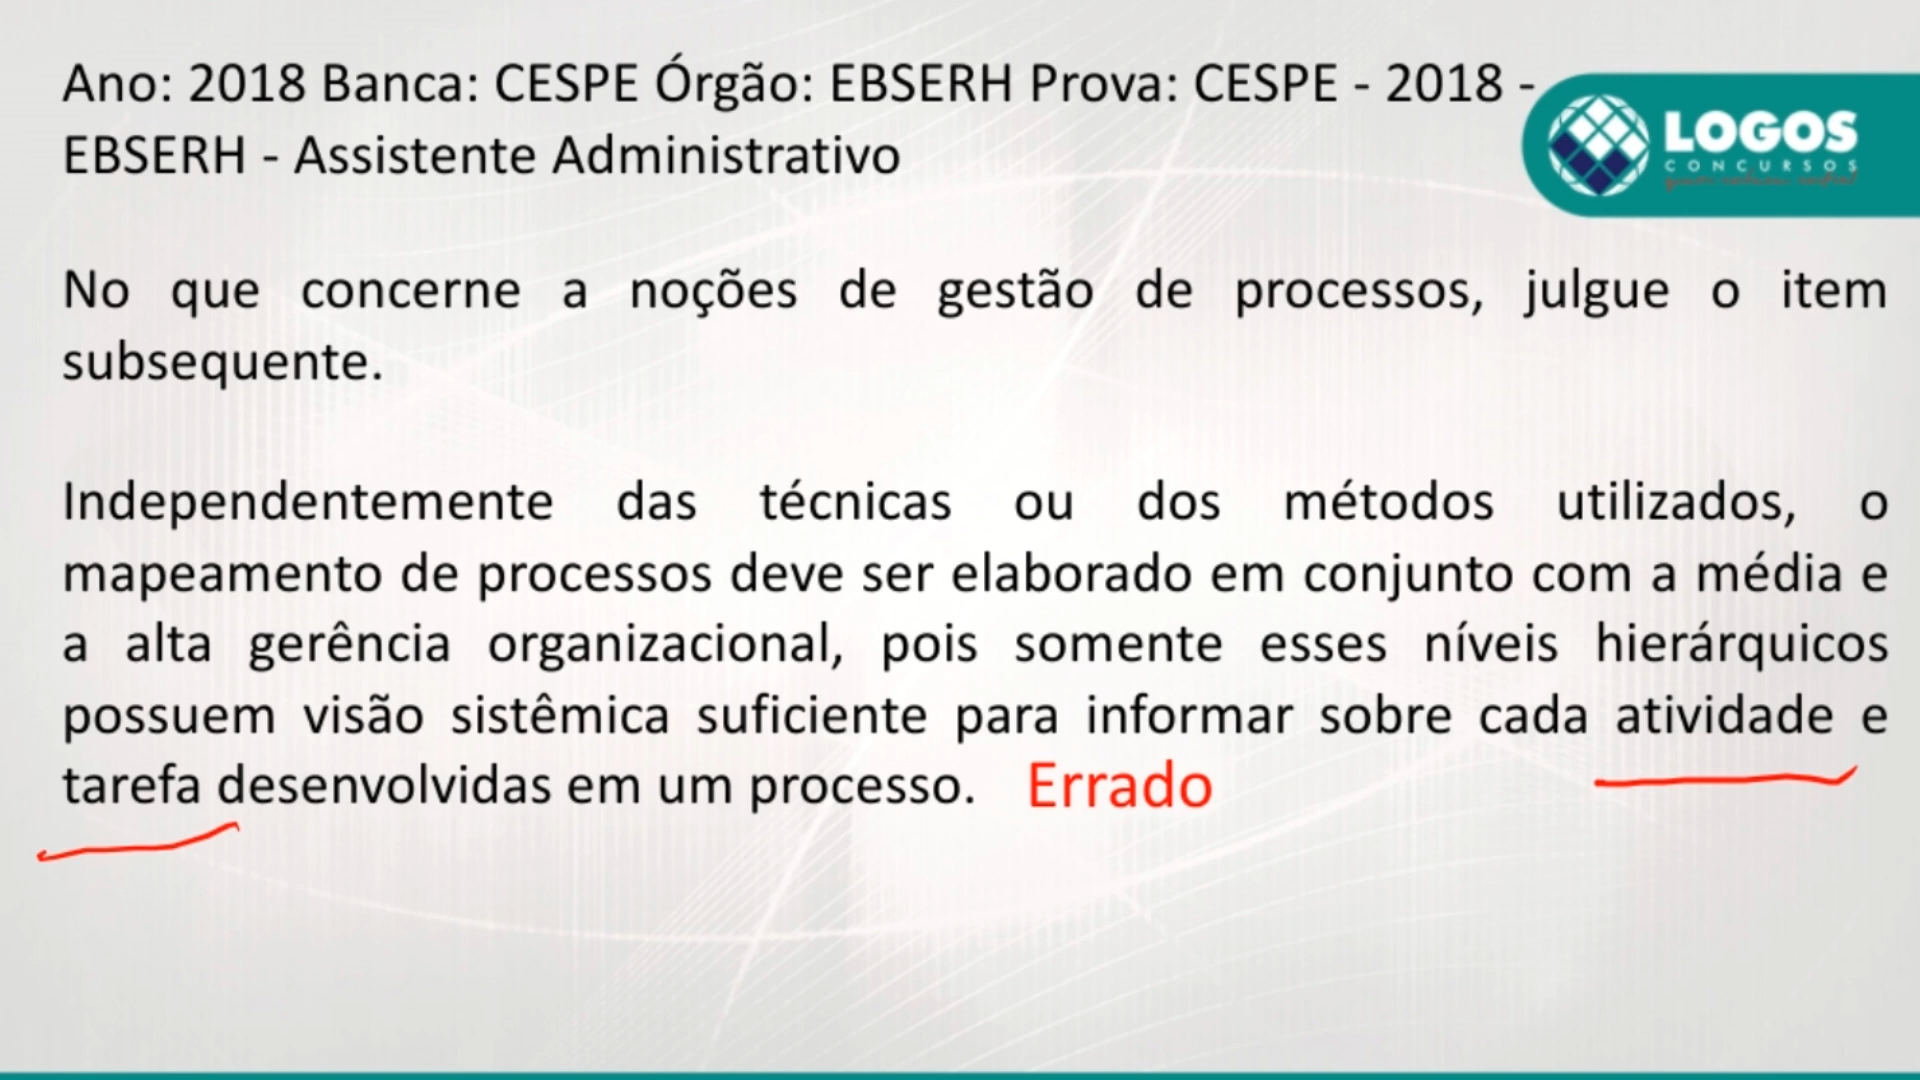 Ano: 2018 Banca: CESPE Órgão: EBSERH Prova: CESPE - 2018 -
EBSERH - Assistente Administrativo
LOGOS
CONCURSOS
No que concerne a noções de gestão de processos, julgue o item
subsequente.
Independentemente das técnicas ou dos métodos utilizados, o
mapeamento de processos deve ser elaborado em conjunto com a média e
a alta gerência organizacional, pois somente esses níveis hierárquicos
possuem visão sistêmica suficiente para informar sobre cada atividade e
tarefa desenvolvidas em um processo. Errado